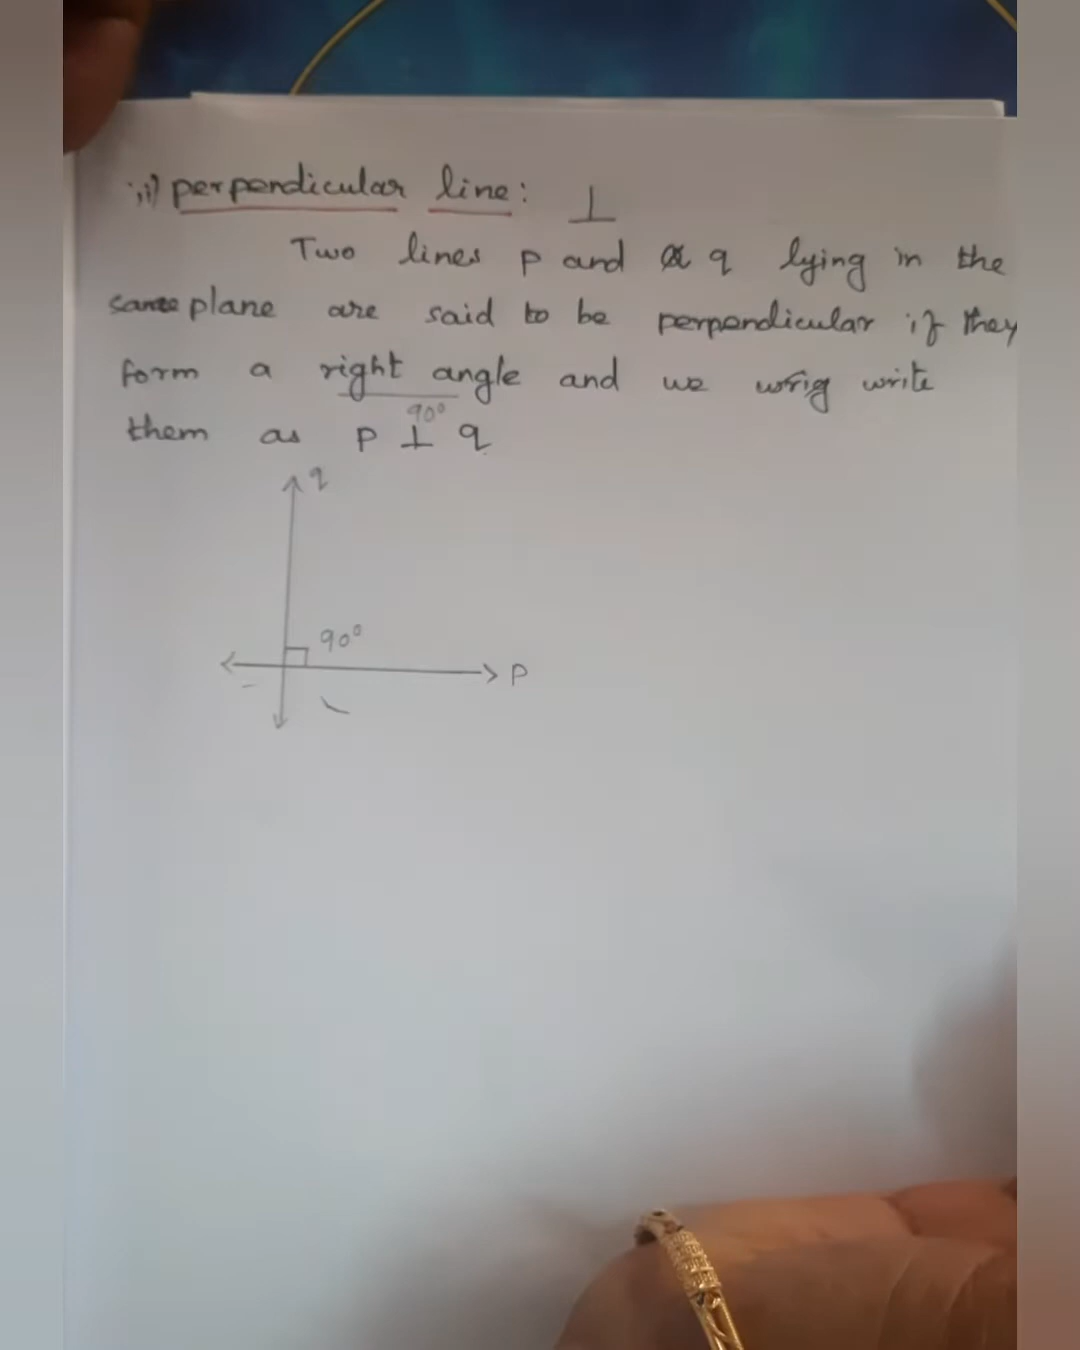 ii) perpendicular line: ⊥
Two lines p and q lying in the
same plane are said to be perpendicular if they
form a right angle and we wrig write
90°
them as p ⊥ q
q
90°
P